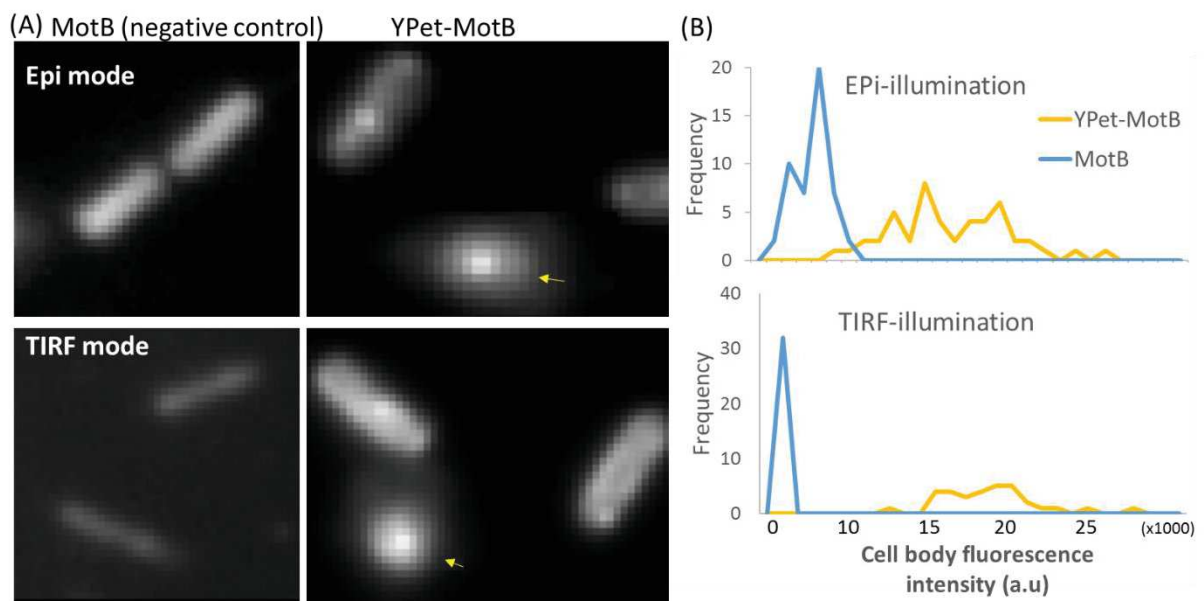 (A) MotB (negative control) YPet-MotB
Epi mode
TIRF mode
(B)
20
15
10
5
0
Frequency
EPi-illumination
YPet-MotB
MotB
40
30
20
10
0
Frequency
TIRF-illumination
0 10 15 20 25 (x1000)
Cell body fluorescence
intensity (a.u)